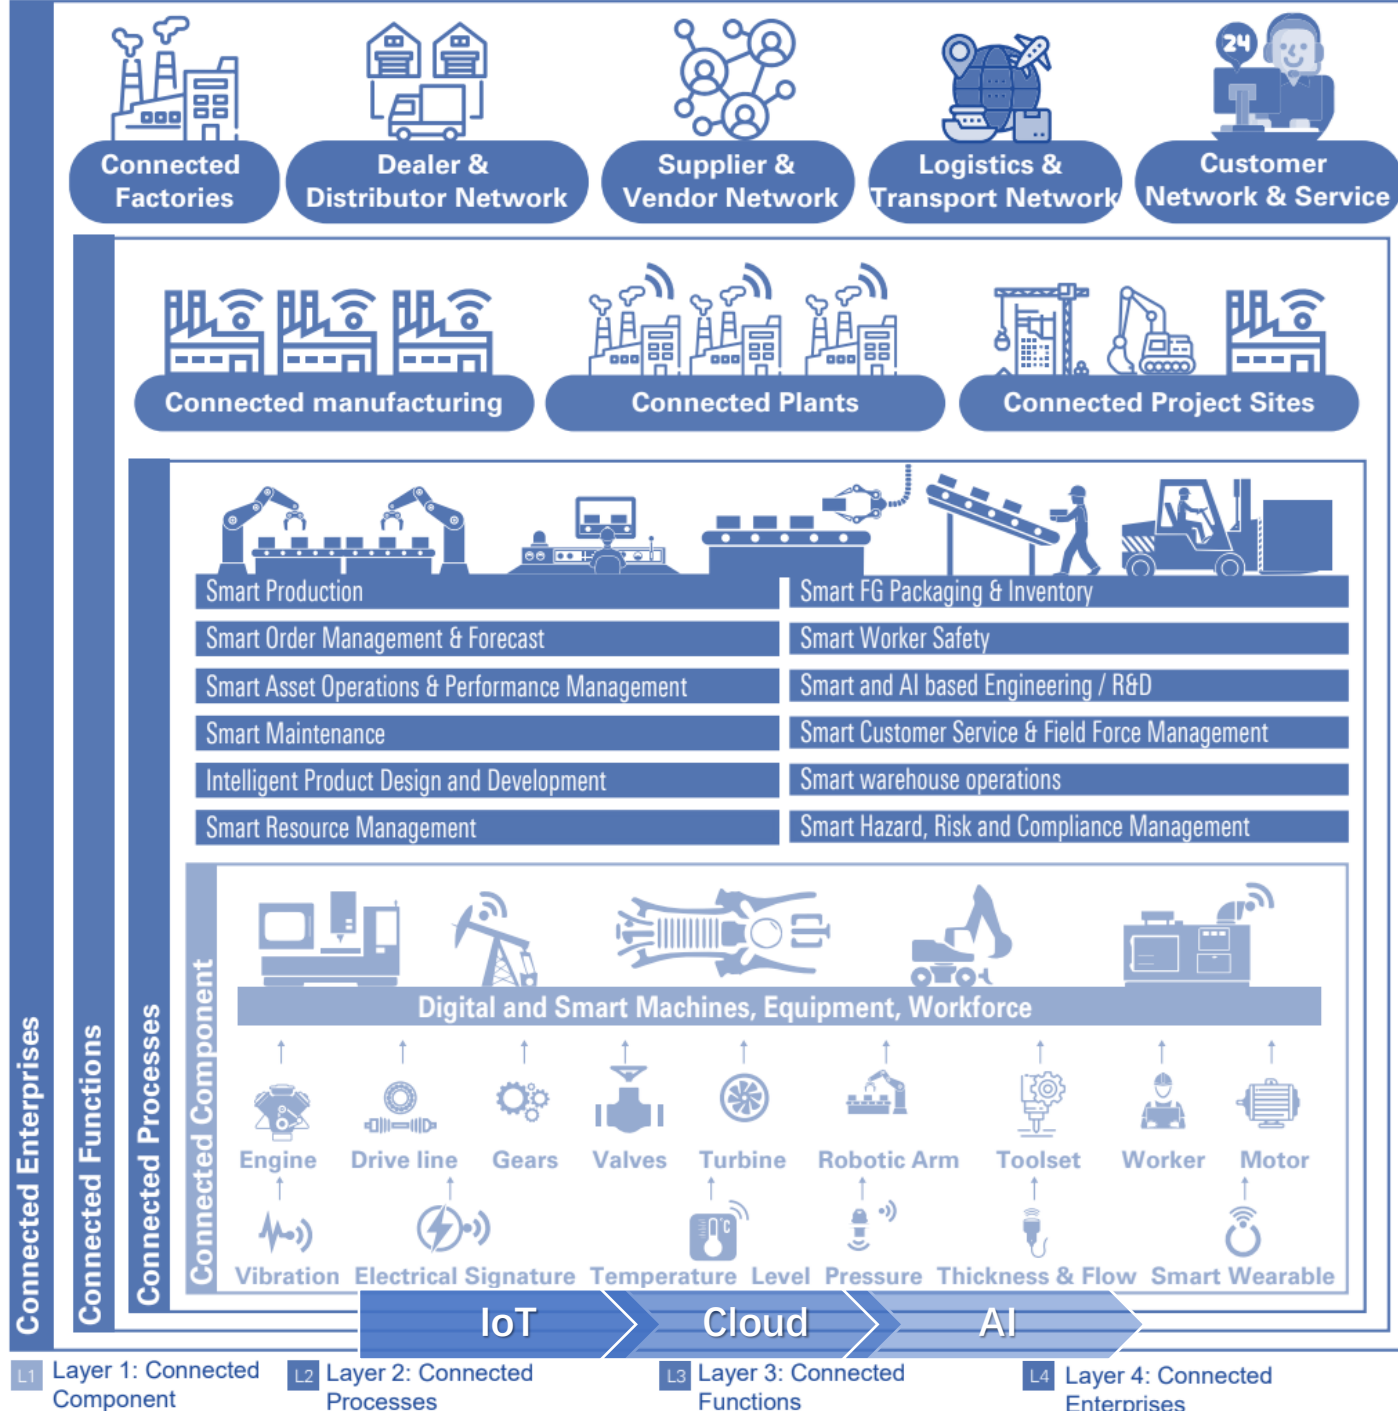 24
Connected
Factories
Dealer &
Distributor Network
Supplier &
Vendor Network
Logistics &
Transport Network
Customer
Network & Service
Connected manufacturing
Connected Plants
Connected Project Sites
Smart Production
Smart Order Management & Forecast
Smart Asset Operations & Performance Management
Smart Maintenance
Intelligent Product Design and Development
Smart Resource Management
Smart FG Packaging & Inventory
Smart Worker Safety
Smart and AI based Engineering / R&D
Smart Customer Service & Field Force Management
Smart warehouse operations
Smart Hazard, Risk and Compliance Management
Digital and Smart Machines, Equipment, Workforce
Engine
Drive line
Gears
Valves
Turbine
Robotic Arm
Toolset
Worker
Motor
°C
Vibration
Electrical Signature
Temperature
Level
Pressure
Thickness & Flow
Smart Wearable
Connected Enterprises
Connected Functions
Connected Processes
Connected Component
IoT
Cloud
AI
L1
Layer 1: Connected
Component
L2
Layer 2: Connected
Processes
L3
Layer 3: Connected
Functions
L4
Layer 4: Connected
Enterprises